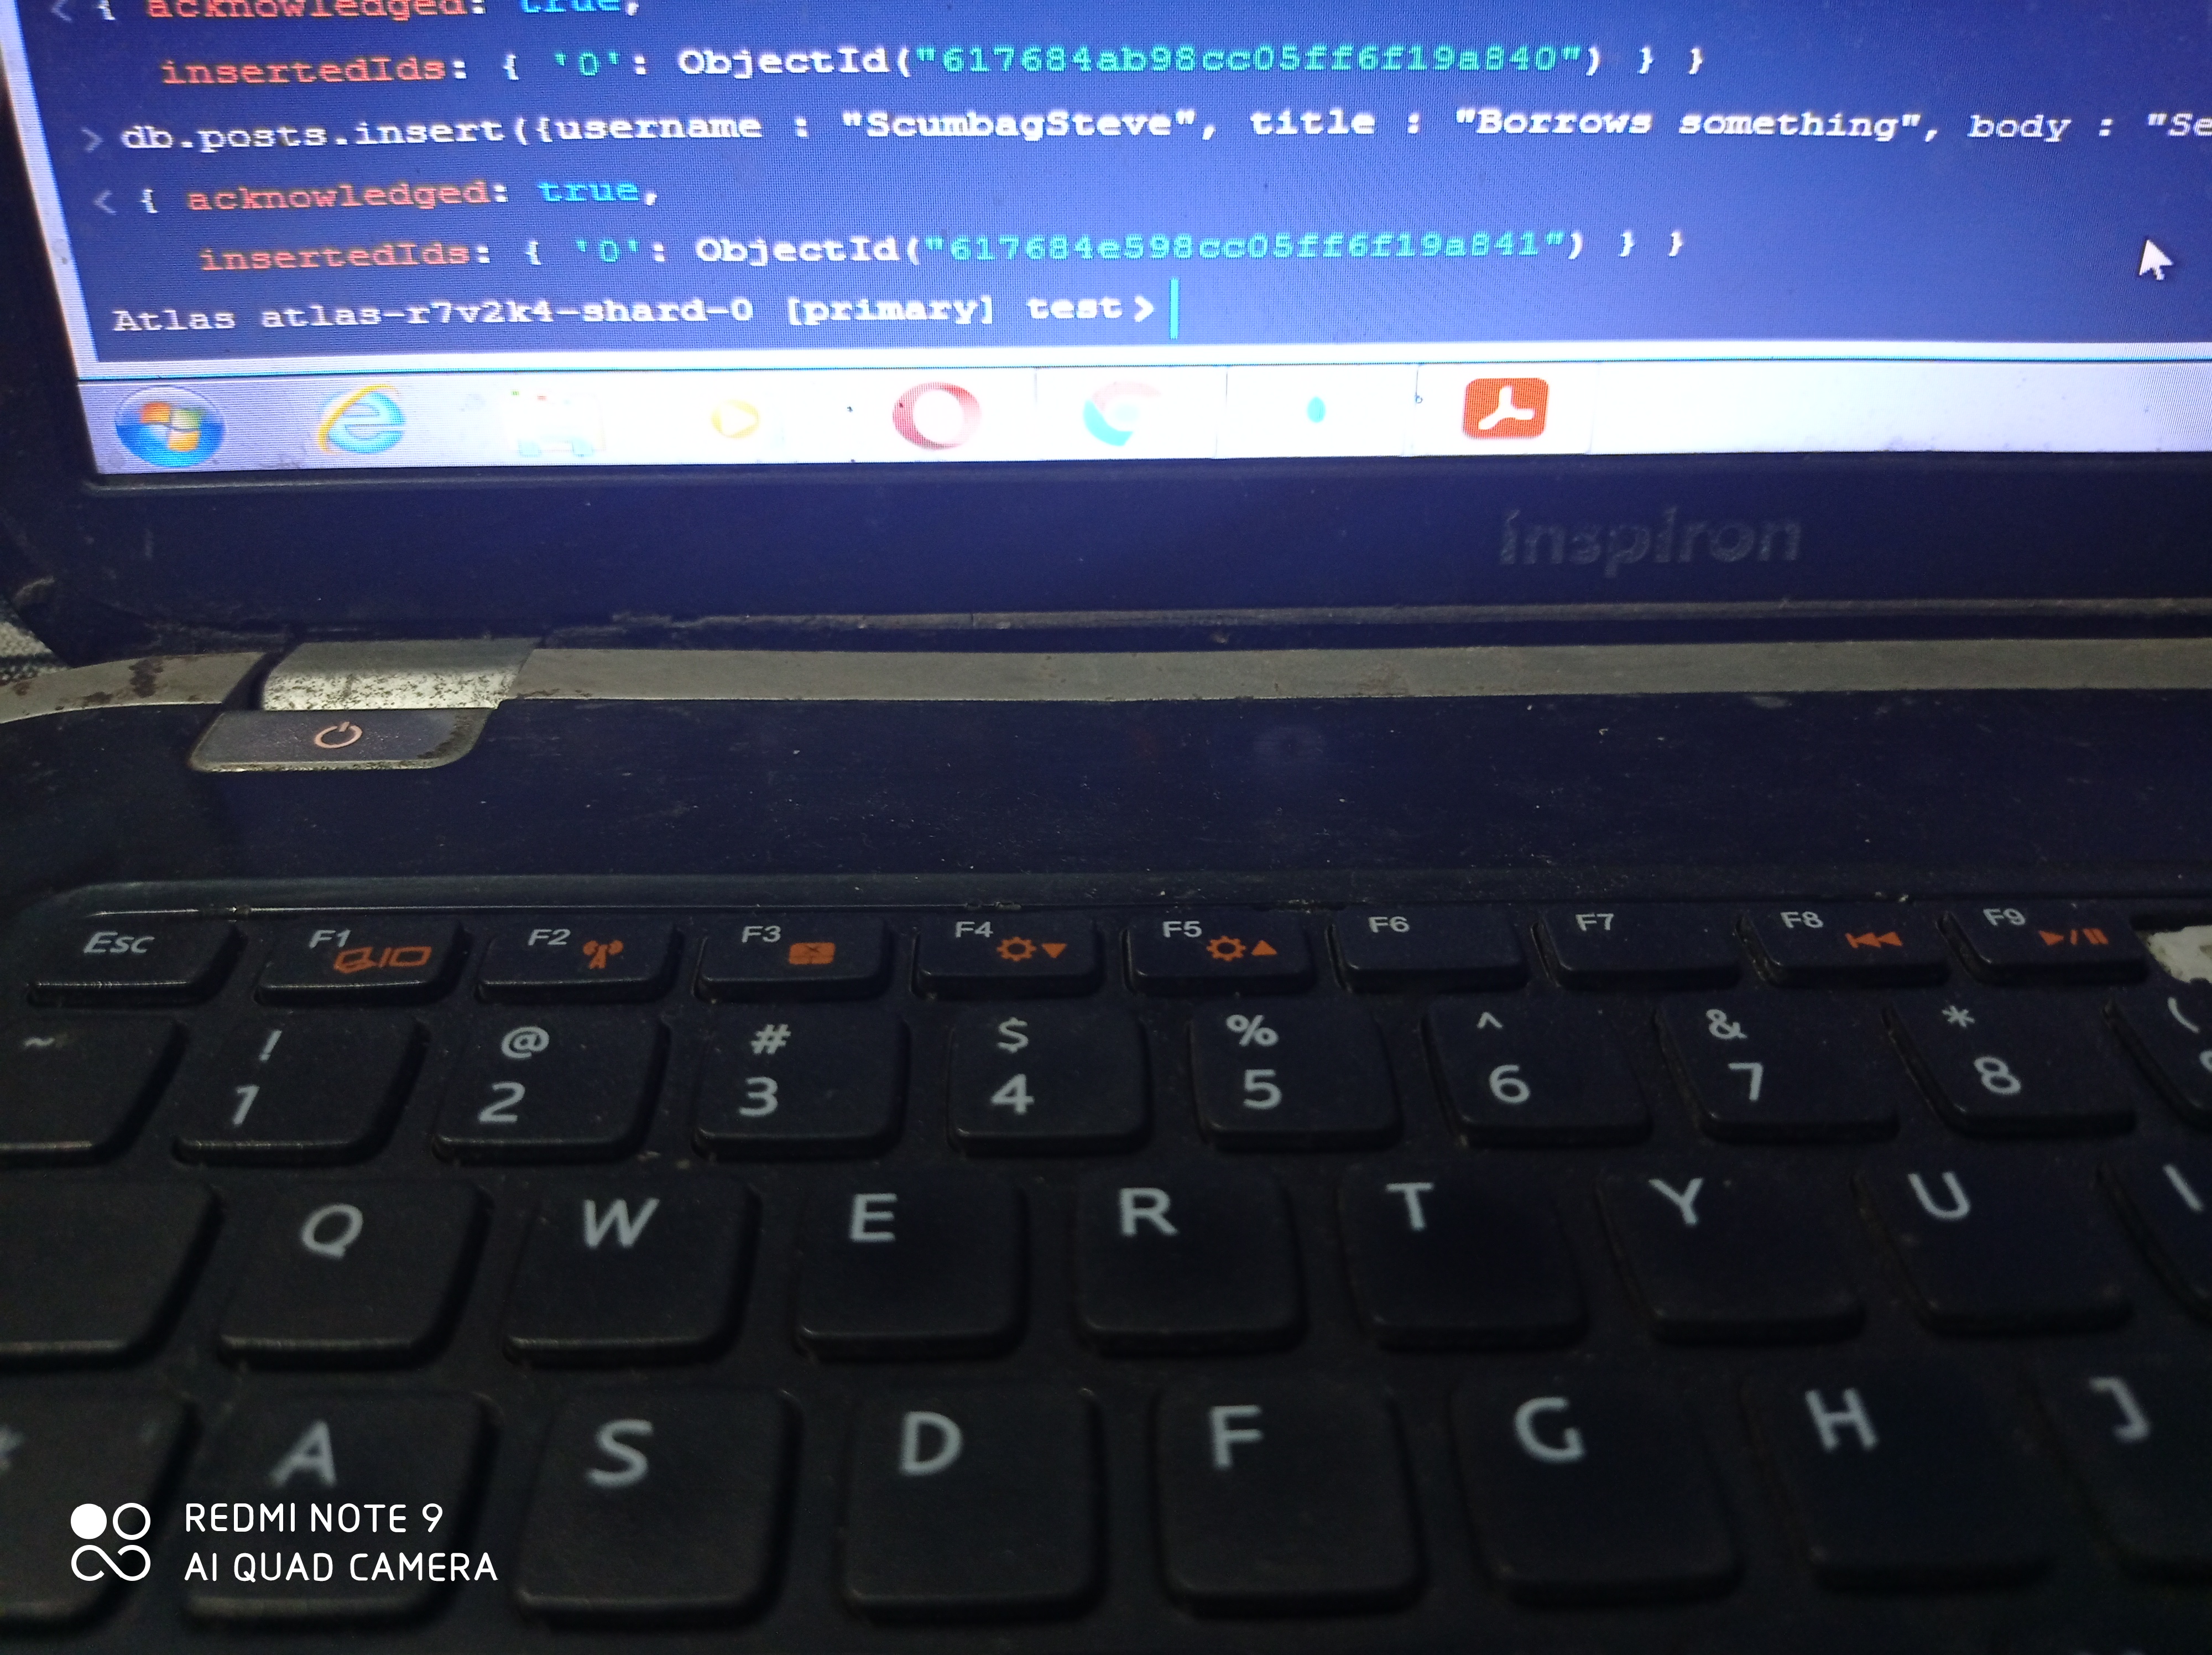 < { acknowledged: true,
insertedIds: { '0': ObjectId("617684ab98cc05ff6f19a840") } }
> db.posts.insert({username : "ScumbagSteve", title : "Borrows something", body : "Se
< { acknowledged: true,
insertedIds: { '0': ObjectId("617684e598cc05ff6f19a841") } }
Atlas atlas-r7v2k4-shard-0 [primary] test>
inspiron
Esc F1 F2 F3 F4 F5 F6 F7 F8 F9
~ ! @ # $ % ^ & * (
1 2 3 4 5 6 7 8
Q W E R T Y U I
A S D F G H J
REDMI NOTE 9
AI QUAD CAMERA